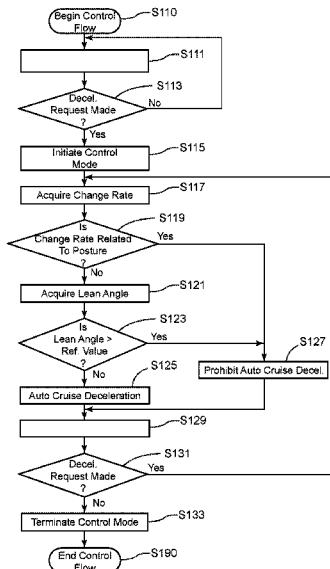 Begin Control
Flow
S110
S111
Decel.
Request Made
?
S113
No
Yes
Initiate Control
Mode
S115
Acquire Change Rate
S117
Is
Change Rate Related
To Posture
?
S119
Yes
No
Acquire Lean Angle
S121
Is
Lean Angle >
Ref. Value
?
S123
Yes
No
Auto Cruise Deceleration
S125
Prohibit Auto Cruise Decel.
S127
S129
Decel.
Request Made
?
S131
Yes
No
Terminate Control Mode
S133
End Control
Flow
S190